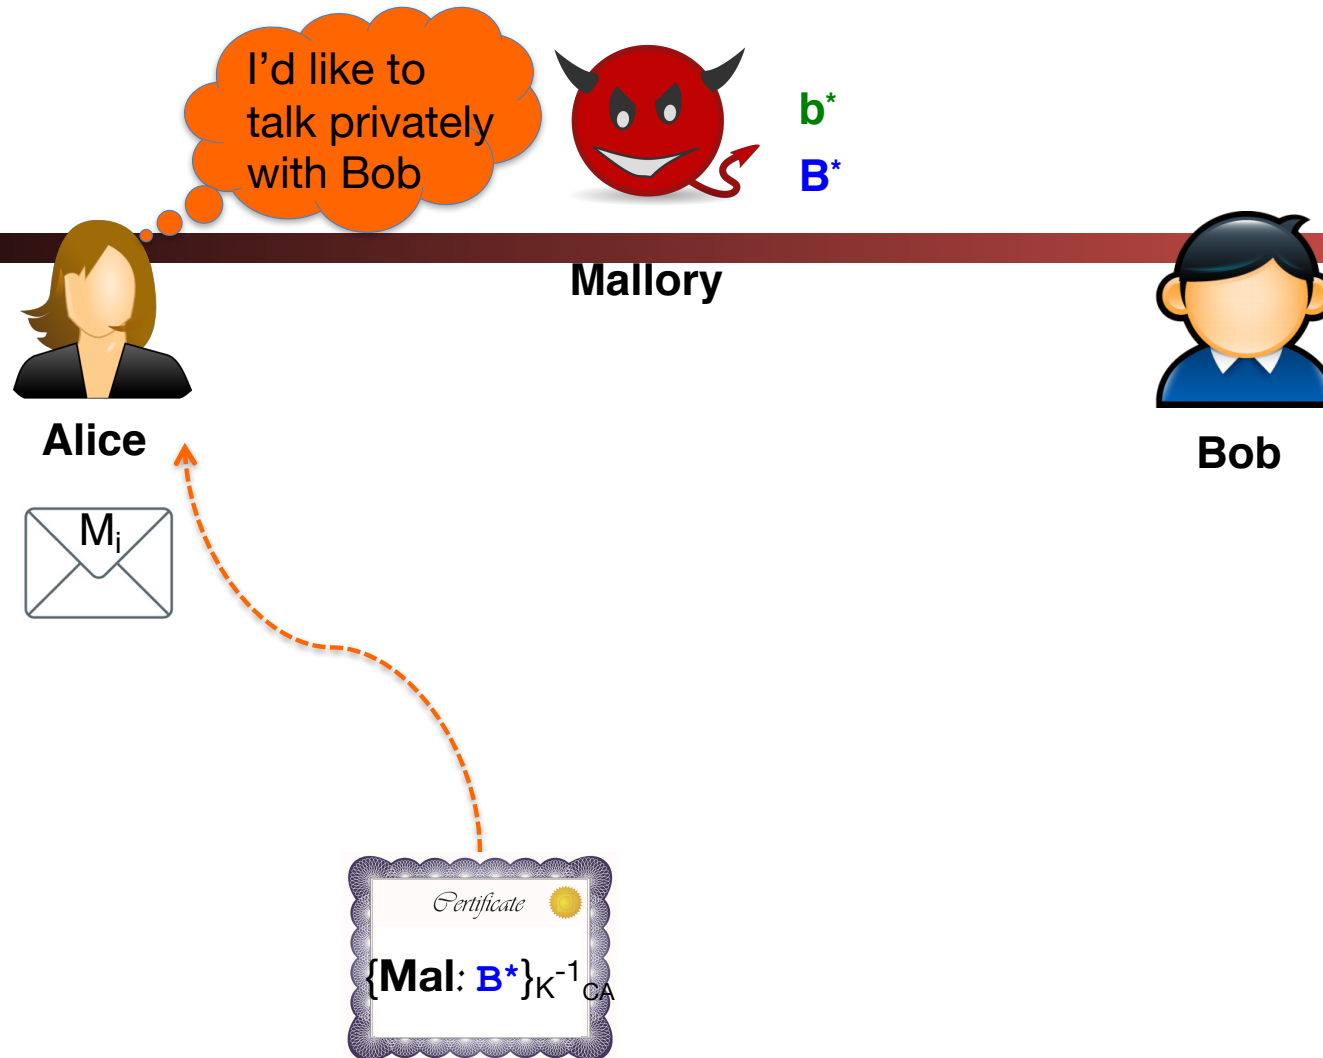 I’d like to
talk privately
with Bob
b*
B*
Mallory
Alice
Bob
Mi
Certificate
{Mal: B*}K-1CA